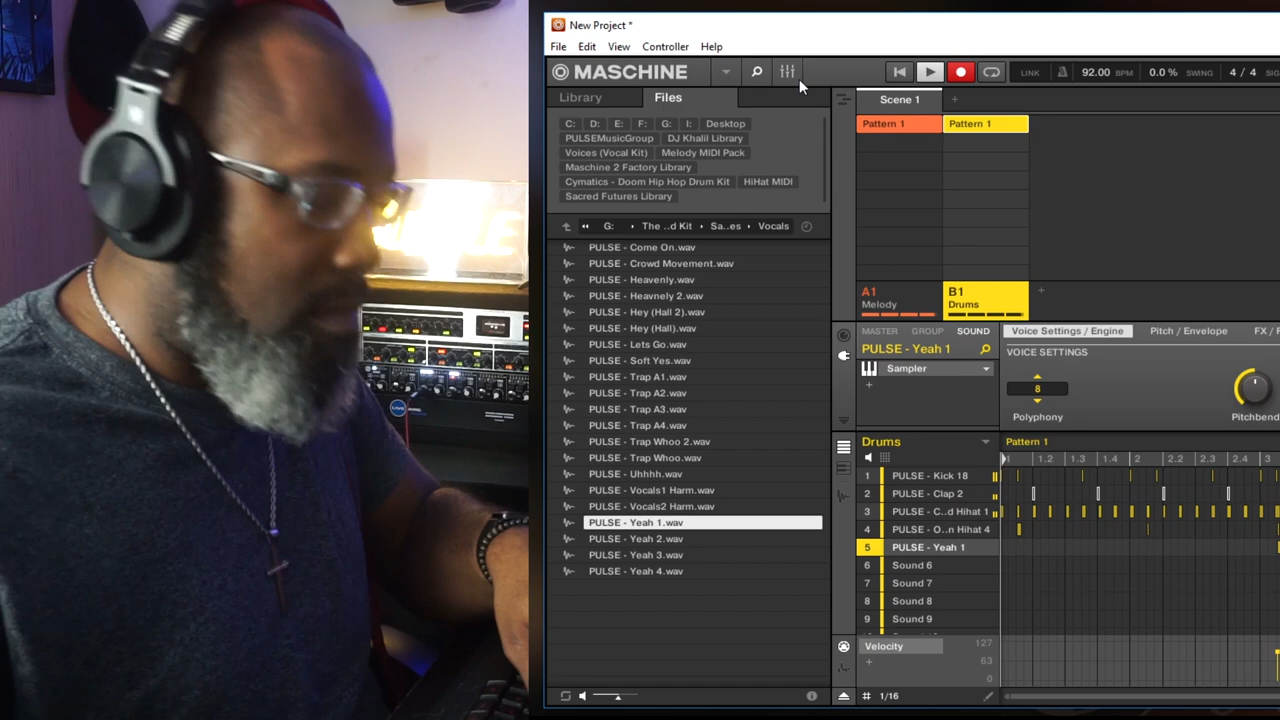 New Project *
File Edit View Controller Help
MASCHINE
LINK 92.00 BPM 0.0 % SWING 4 / 4
Library Files
C: D: E: F: G: I: Desktop
PULSEMusicGroup DJ Khalil Library
Voices (Vocal Kit) Melody MIDI Pack
Maschine 2 Factory Library
Cymatics - Doom Hip Hop Drum Kit HiHat MIDI
Sacred Futures Library
G: The ..d Kit Sa..es Vocals
PULSE - Come On.wav
PULSE - Crowd Movement.wav
PULSE - Heavenly.wav
PULSE - Heavnely 2.wav
PULSE - Hey (Hall 2).wav
PULSE - Hey (Hall).wav
PULSE - Lets Go.wav
PULSE - Soft Yes.wav
PULSE - Trap A1.wav
PULSE - Trap A2.wav
PULSE - Trap A3.wav
PULSE - Trap A4.wav
PULSE - Trap Whoo 2.wav
PULSE - Trap Whoo.wav
PULSE - Uhhhh.wav
PULSE - Vocals1 Harm.wav
PULSE - Vocals2 Harm.wav
PULSE - Yeah 1.wav
PULSE - Yeah 2.wav
PULSE - Yeah 3.wav
PULSE - Yeah 4.wav
Scene 1 +
Pattern 1 Pattern 1
A1 B1 +
Melody Drums
MASTER GROUP SOUND Voice Settings / Engine Pitch / Envelope FX /
PULSE - Yeah 1 VOICE SETTINGS
Sampler
+
8
Polyphony Pitchbend
Drums Pattern 1
1 1.2 1.3 1.4 2 2.2 2.3 2.4 3
1 PULSE - Kick 18
2 PULSE - Clap 2
3 PULSE - C..d Hihat 1
4 PULSE - O..n Hihat 4
5 PULSE - Yeah 1
6 Sound 6
7 Sound 7
8 Sound 8
9 Sound 9
Velocity 127
+ 63
0
# 1/16
LIVE